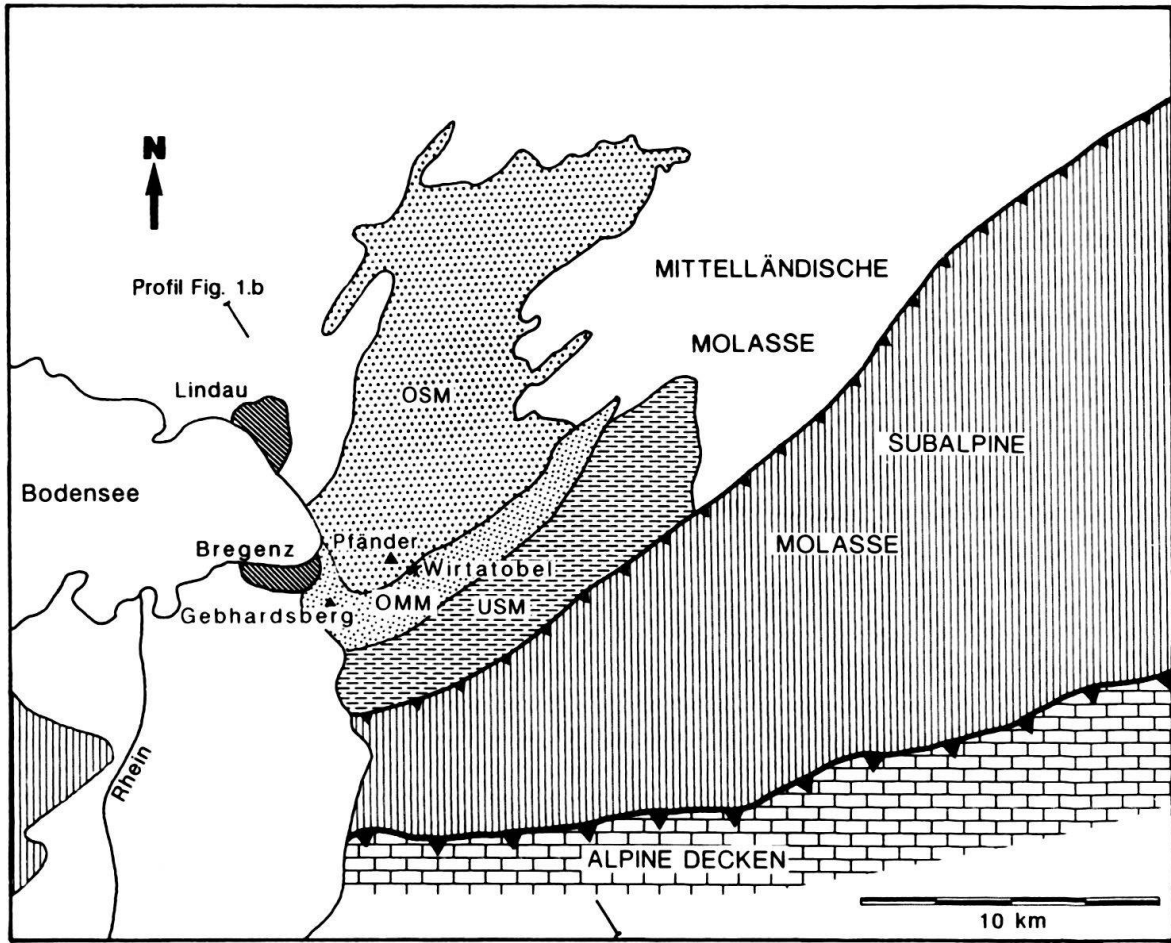 N
MITTELLÄNDISCHE
Profil Fig. 1.b
MOLASSE
Lindau
OSM
SUBALPINE
Bodensee
Pfänder
Bregenz
MOLASSE
Wirtatobel
OMM
USM
Gebhardsberg
Rhein
ALPINE DECKEN
10 km